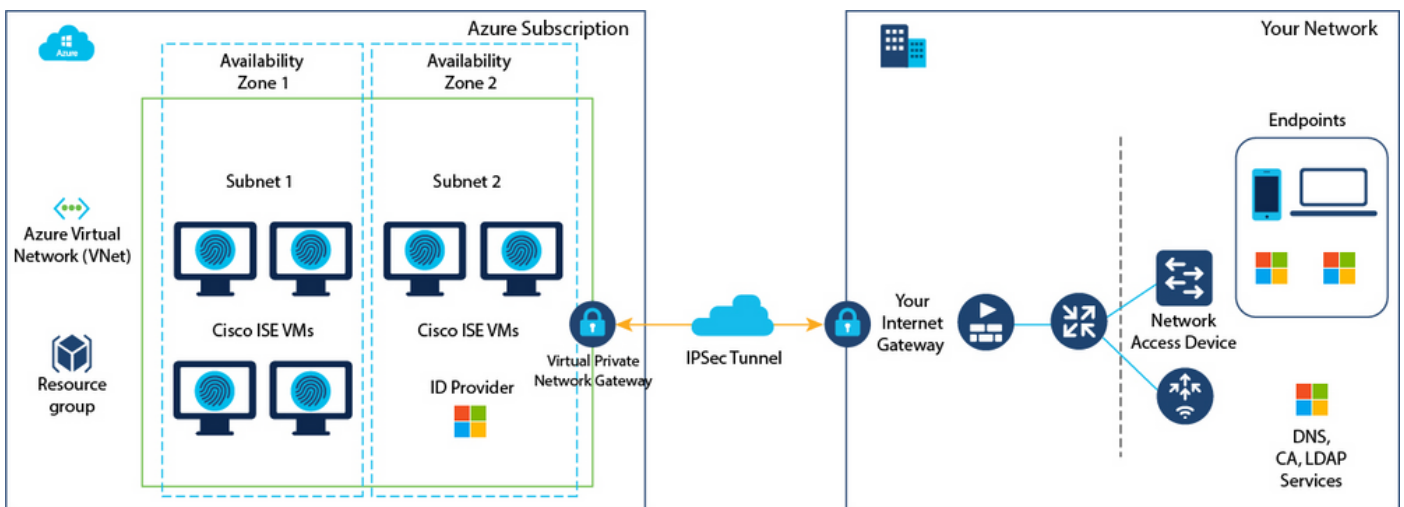 Azure Subscription
Azure
Availability
Zone 1
Availability
Zone 2
Subnet 1
Subnet 2
Azure Virtual
Network (VNet)
Cisco ISE VMs
Cisco ISE VMs
Resource
group
ID Provider
Virtual Private
Network Gateway
IPSec Tunnel
Your Network
Endpoints
Your
Internet
Gateway
Network
Access Device
DNS,
CA, LDAP
Services